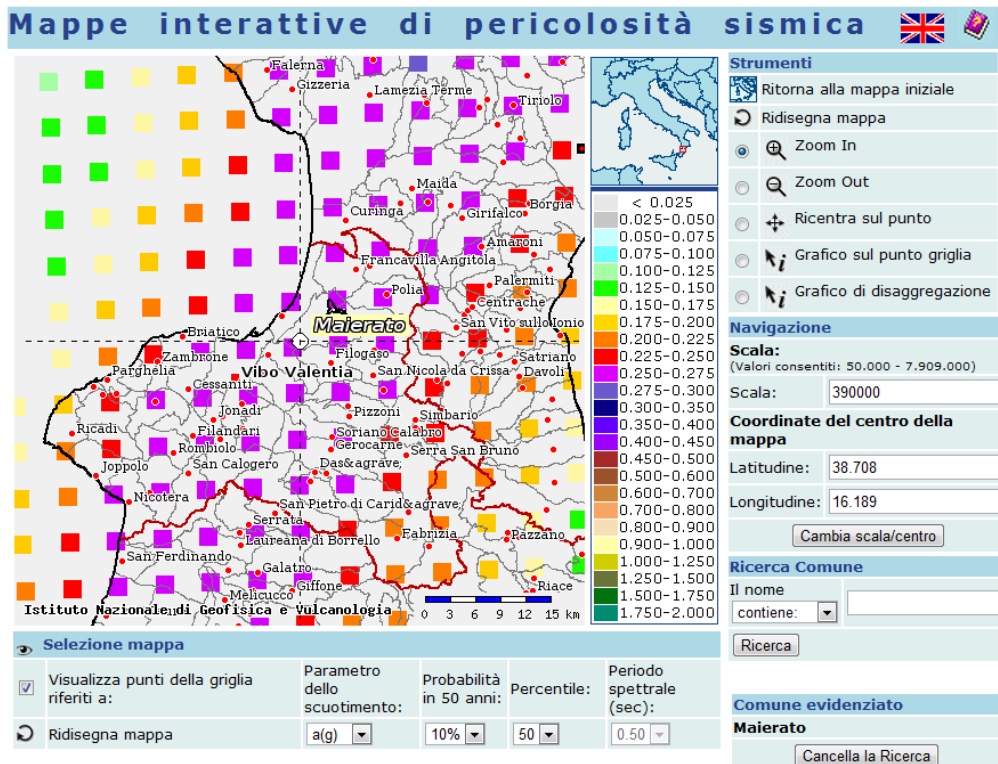 Mappe interattive di pericolosità sismica
Falerna
Gizzeria
Lamezia Terme
Tiriolo
Maida
Curinga
Girifalco
Borgia
Amaroni
Francavilla Angitola
Polia
Palermiti
Centrache
Maierato
San Vito sullo Ionio
Briatico
Zambrone
Filogaso
Satriano
Parghelia
Vibo Valentia
San Nicola da Crissa
Davoli
Cessaniti
Jonadi
Pizzoni
Simbario
Ricadi
Filandari
Soriano Calabro
Rombiolo
Gerocarne
Serra San Bruno
Joppolo
San Calogero
Das&agrave;
Nicotera
San Pietro di Carid&agrave;
Serrata
Laureana di Borrello
Fabrizia
Razzano
San Ferdinando
Galatro
Giffone
Riace
Melicucco
Istituto Nazionale di Geofisica e Vulcanologia
0 3 6 9 12 15 km
< 0.025
0.025-0.050
0.050-0.075
0.075-0.100
0.100-0.125
0.125-0.150
0.150-0.175
0.175-0.200
0.200-0.225
0.225-0.250
0.250-0.275
0.275-0.300
0.300-0.350
0.350-0.400
0.400-0.450
0.450-0.500
0.500-0.600
0.600-0.700
0.700-0.800
0.800-0.900
0.900-1.000
1.000-1.250
1.250-1.500
1.500-1.750
1.750-2.000
Strumenti
Ritorna alla mappa iniziale
Ridisegna mappa
Zoom In
Zoom Out
Ricentra sul punto
Grafico sul punto griglia
Grafico di disaggregazione
Navigazione
Scala:
(Valori consentiti: 50.000 - 7.909.000)
Scala: 390000
Coordinate del centro della
mappa
Latitudine: 38.708
Longitudine: 16.189
Cambia scala/centro
Ricerca Comune
Il nome
contiene:
Ricerca
Comune evidenziato
Maierato
Cancella la Ricerca
Selezione mappa
Visualizza punti della griglia
riferiti a:
Parametro
dello
scuotimento:
Probabilità
in 50 anni:
Percentile:
Periodo
spettrale
(sec):
Ridisegna mappa
a(g)
10%
50
0.50